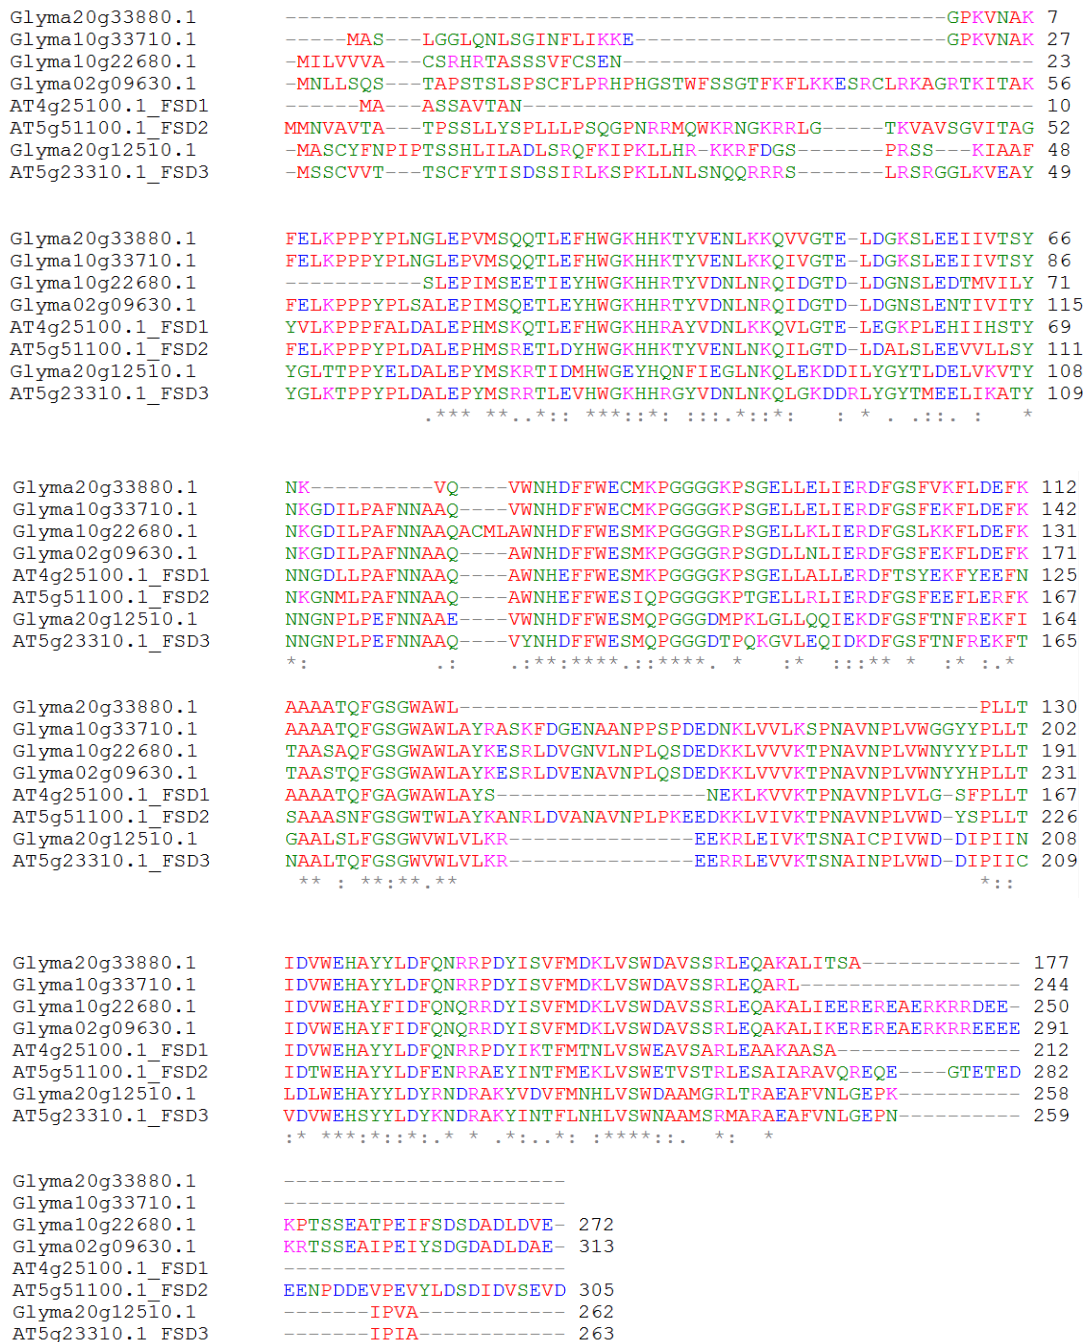 Glyma20g33880.1 -----------------------------------------------------GPKVNAK 7
Glyma10g33710.1 -----MAS---LGGLQNLSGINFLIKKE-------------------------GPKVNAK 27
Glyma10g22680.1 -MILVVVA---CSRHRTASSSVFCSEN--------------------------------- 23
Glyma02g09630.1 -MNLLSQS---TAPSTSLSPSCFLPRHPHGSTWFSSGTFKFLKKESRCLRKAGRTKITAK 56
AT4g25100.1_FSD1 ------MA---ASSAVTAN----------------------------------------- 10
AT5g51100.1_FSD2 MMNVAVTA---TPSSLLYSPLLLPSQGPNRRMQWKRNGKRRLG-----TKVAVSGVITAG 52
Glyma20g12510.1 -MASCYFNPIPTSSHLILADLSRQFKIPKLLHR-KKRFDGS-------PRSS---KIAAF 48
AT5g23310.1_FSD3 -MSSCVVT---TSCFYTISDSSIRLKSPKLLNLSNQQRRRS-------LRSRGGLKVEAY 49
Glyma20g33880.1 FELKPPPYPLNGLEPVMSQQTLEFHWGKHHKTYVENLKKQVVGTE-LDGKSLEEIIVTSY 66
Glyma10g33710.1 FELKPPPYPLNGLEPVMSQQTLEFHWGKHHKTYVENLKKQIVGTE-LDGKSLEEIIVTSY 86
Glyma10g22680.1 -----------SLEPIMSEETIEYHWGKHHRTYVDNLNRQIDGTD-LDGNSLEDTMVILY 71
Glyma02g09630.1 FELKPPPYPLSALEPIMSQETLEYHWGKHHRTYVDNLNRQIDGTD-LDGNSLENTIVITY 115
AT4g25100.1_FSD1 YVLKPPPFALDALEPHMSKQTLEFHWGKHHRAYVDNLKKQVLGTE-LEGKPLEHIIHSTY 69
AT5g51100.1_FSD2 FELKPPPYPLDALEPHMSRETLDYHWGKHHKTYVENLNKQILGTD-LDALSLEEVVLLSY 111
Glyma20g12510.1 YGLTTPPYELDALEPYMSKRTIDMHWGEYHQNFIEGLNKQLEKDDILYGYTLDELVKVTY 108
AT5g23310.1_FSD3 YGLKTPPYPLDALEPYMSRRTLEVHWGKHHRGYVDNLNKQLGKDDRLYGYTMEELIKATY 109
           .*** **..*:: ***::*: :::.*::*:   : * . .::. :   *
Glyma20g33880.1 NK----------VQ----VWNHDFFWECMKPGGGGKPSGELLELIERDFGSFVKFLDEFK 112
Glyma10g33710.1 NKGDILPAFNNAAQ----VWNHDFFWECMKPGGGGKPSGELLELIERDFGSFEKFLDEFK 142
Glyma10g22680.1 NKGDILPAFNNAAQACMLAWNHDFFWESMKPGGGGRPSGELLKLIERDFGSLKKFLDEFK 131
Glyma02g09630.1 NKGDILPAFNNAAQ----AWNHDFFWESMKPGGGGRPSGDLLNLIERDFGSFEKFLDEFK 171
AT4g25100.1_FSD1 NNGDLLPAFNNAAQ----AWNHEFFWESMKPGGGGKPSGELLALLERDFTSYEKFYEEFN 125
AT5g51100.1_FSD2 NKGNMLPAFNNAAQ----AWNHEFFWESIQPGGGGKPTGELLRLIERDFGSFEEFLERFK 167
Glyma20g12510.1 NNGNPLPEFNNAAE----VWNHDFFWESMQPGGGDMPKLGLLQQIEKDFGSFTNFREKFI 164
AT5g23310.1_FSD3 NNGNPLPEFNNAAQ----VYNHDFFWESMQPGGGDTPQKGVLEQIDKDFGSFTNFREKFT 165
*:          .:    .:**:****.::****. *   :*  :::** *  :* :.*
Glyma20g33880.1 AAAATQFGSGWAWL------------------------------------------PLLT 130
Glyma10g33710.1 AAAATQFGSGWAWLAYRASKFDGENAANPPSPDEDNKLVVLKSPNAVNPLVWGGYYPLLT 202
Glyma10g22680.1 TAASAQFGSGWAWLAYKESRLDVGNVLNPLQSDEDKKLVVVKTPNAVNPLVWNYYYPLLT 191
Glyma02g09630.1 TAASTQFGSGWAWLAYKESRLDVENAVNPLQSDEDKKLVVVKTPNAVNPLVWNYYHPLLT 231
AT4g25100.1_FSD1 AAAATQFGAGWAWLAYS-----------------NEKLKVVKTPNAVNPLVLG-SFPLLT 167
AT5g51100.1_FSD2 SAAASNFGSGWTWLAYKANRLDVANAVNPLPKEEDKKLVIVKTPNAVNPLVWD-YSPLLT 226
Glyma20g12510.1 GAALSLFGSGWVWLVLKR---------------EEKRLEIVKTSNAICPIVWD-DIPIIN 208
AT5g23310.1_FSD3 NAALTQFGSGWVWLVLKR---------------EERRLEVVKTSNAINPLVWD-DIPIIC 209
 ** : **:**.**                                          *::
Glyma20g33880.1 IDVWEHAYYLDFQNRRPDYISVFMDKLVSWDAVSSRLEQAKALITSA------------- 177
Glyma10g33710.1 IDVWEHAYYLDFQNRRPDYISVFMDKLVSWDAVSSRLEQARL------------------ 244
Glyma10g22680.1 IDVWEHAYFIDFQNQRRDYISVFMDKLVSWDAVSSRLEQAKALIEEREREAERKRRDEE- 250
Glyma02g09630.1 IDVWEHAYFIDFQNQRRDYISVFMDKLVSWDAVSSRLEQAKALIKEREREAERKRREEEE 291
AT4g25100.1_FSD1 IDVWEHAYYLDFQNRRPDYIKTFMTNLVSWEAVSARLEAAKAASA--------------- 212
AT5g51100.1_FSD2 IDTWEHAYYLDFENRRAEYINTFMEKLVSWETVSTRLESAIARAVQREQE----GTETED 282
Glyma20g12510.1 LDLWEHAYYLDYRNDRAKYVDVFMNHLVSWDAAMGRLTRAEAFVNLGEPK---------- 258
AT5g23310.1_FSD3 VDVWEHSYYLDYKNDRAKYINTFLNHLVSWNAAMSRMARAEAFVNLGEPN---------- 259
:* ***:*::*:.* * .*:..*: :****::.  *:  *
Glyma20g33880.1 -----------------------
Glyma10g33710.1 -----------------------
Glyma10g22680.1 KPTSSEATPEIFSDSDADLDVE- 272
Glyma02g09630.1 KRTSSEAIPEIYSDGDADLDAE- 313
AT4g25100.1_FSD1 -----------------------
AT5g51100.1_FSD2 EENPDDEVPEVYLDSDIDVSEVD 305
Glyma20g12510.1 -------IPVA------------ 262
AT5g23310.1_FSD3 -------IPIA------------ 263